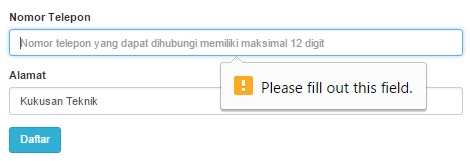 Nomor Telepon
Nomor telepon yang dapat dihubungi memiliki maksimal 12 digit
Alamat
Please fill out this field.
Kukusan Teknik
Daftar